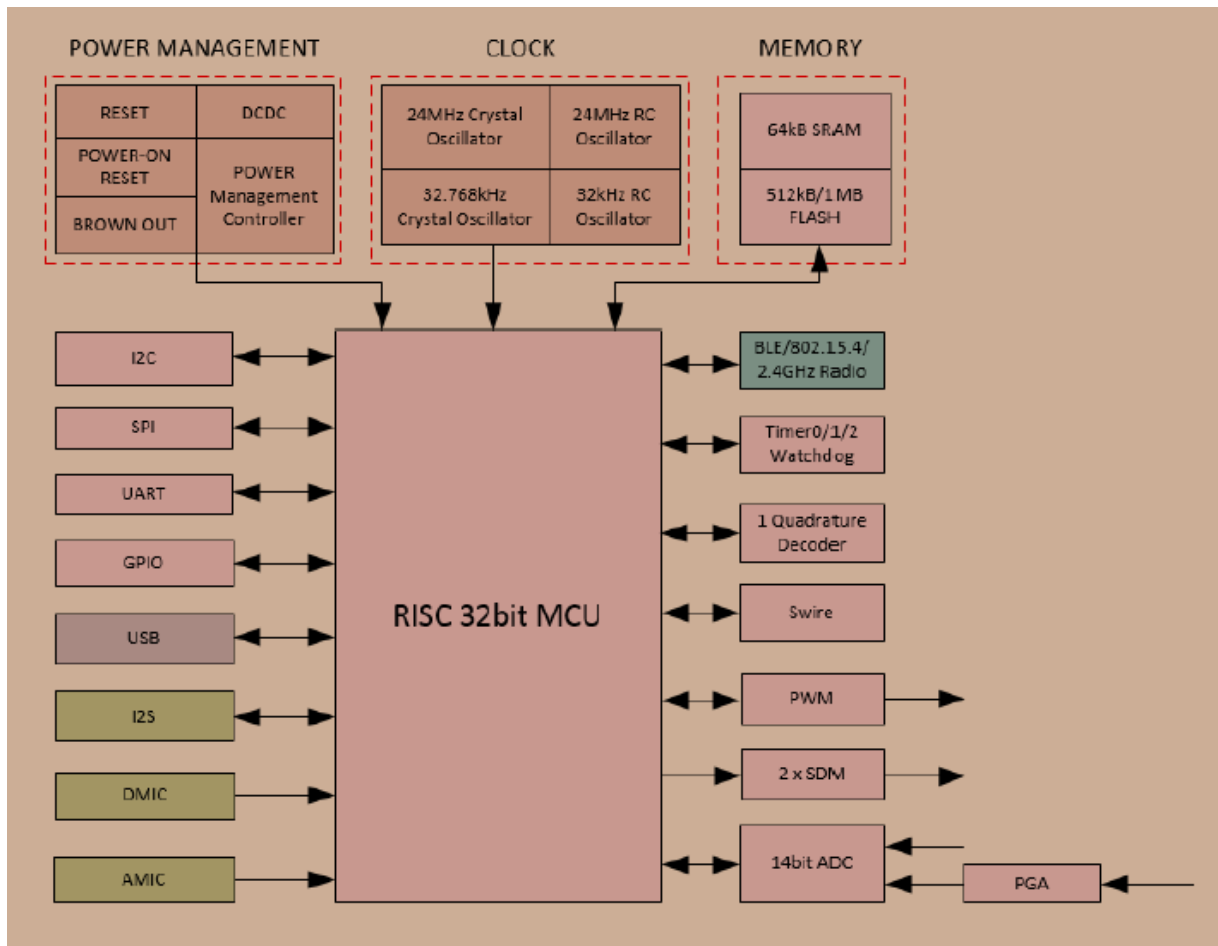 POWER MANAGEMENT
CLOCK
MEMORY
RESET
DCDC
POWER-ON
RESET
POWER
Management
Controller
BROWN OUT
24MHz Crystal
Oscillator
24MHz RC
Oscillator
32.768kHz
Crystal Oscillator
32kHz RC
Oscillator
64kB SRAM
512kB/1MB
FLASH
I2C
SPI
UART
GPIO
USB
I2S
DMIC
AMIC
RISC 32bit MCU
BLE/802.15.4/
2.4GHz Radio
Timer0/1/2
Watchdog
1 Quadrature
Decoder
Swire
PWM
2 x SDM
14bit ADC
PGA